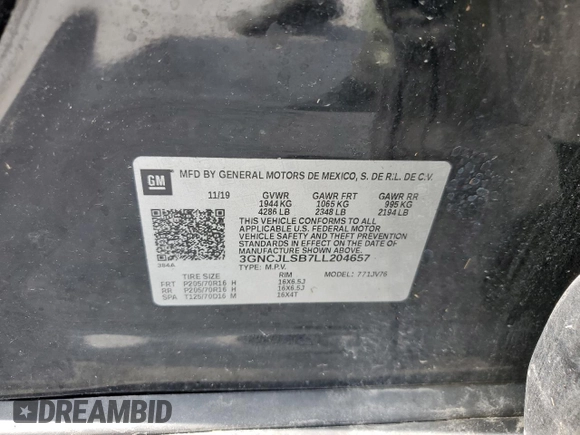 GM
MFD BY GENERAL MOTORS DE MEXICO, S. DE R.L. DE C.V.
11/19 GVWR GAWR FRT GAWR RR
1944 KG 1065 KG 995 KG
4286 LB 2348 LB 2194 LB
THIS VEHICLE CONFORMS TO ALL
APPLICABLE U.S. FEDERAL MOTOR
VEHICLE SAFETY AND THEFT PREVENTION
STANDARDS IN EFFECT ON THE DATE
OF MANUFACTURE SHOWN ABOVE.
3GNCJLSB7LL204657
384A TYPE: M.P.V. MODEL: 771JV76
TIRE SIZE RIM
FRT P205/70R16 H 16X6.5J
RR P205/70R16 H 16X6.5J
SPA T125/70D16 M 16X4T
DREAMBID